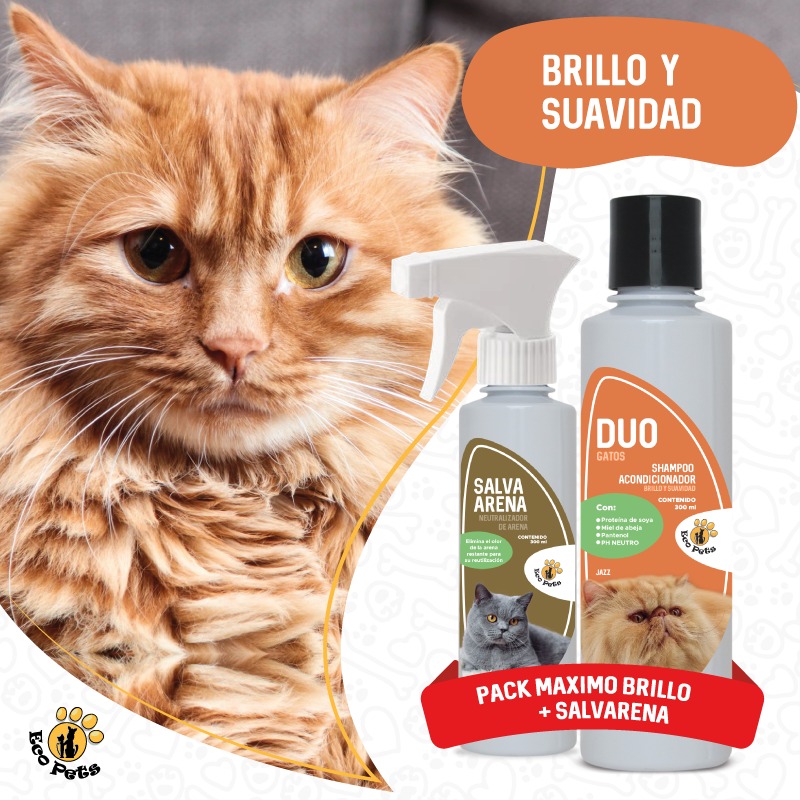 BRILLO Y
SUAVIDAD
DUO
GATOS
SHAMPOO
ACONDICIONADOR
BRILLO Y SUAVIDAD
CONTENIDO
300 ml
Con:
Proteína de soya
Miel de abeja
Pantenol
PH NEUTRO
Eco Pets
JAZZ
SALVA
ARENA
NEUTRALIZADOR
DE ARENA
CONTENIDO
300 ml
Elimina el olor
de la arena
restante para
su reutilización
Eco Pets
PACK MAXIMO BRILLO
+ SALVARENA
Eco Pets